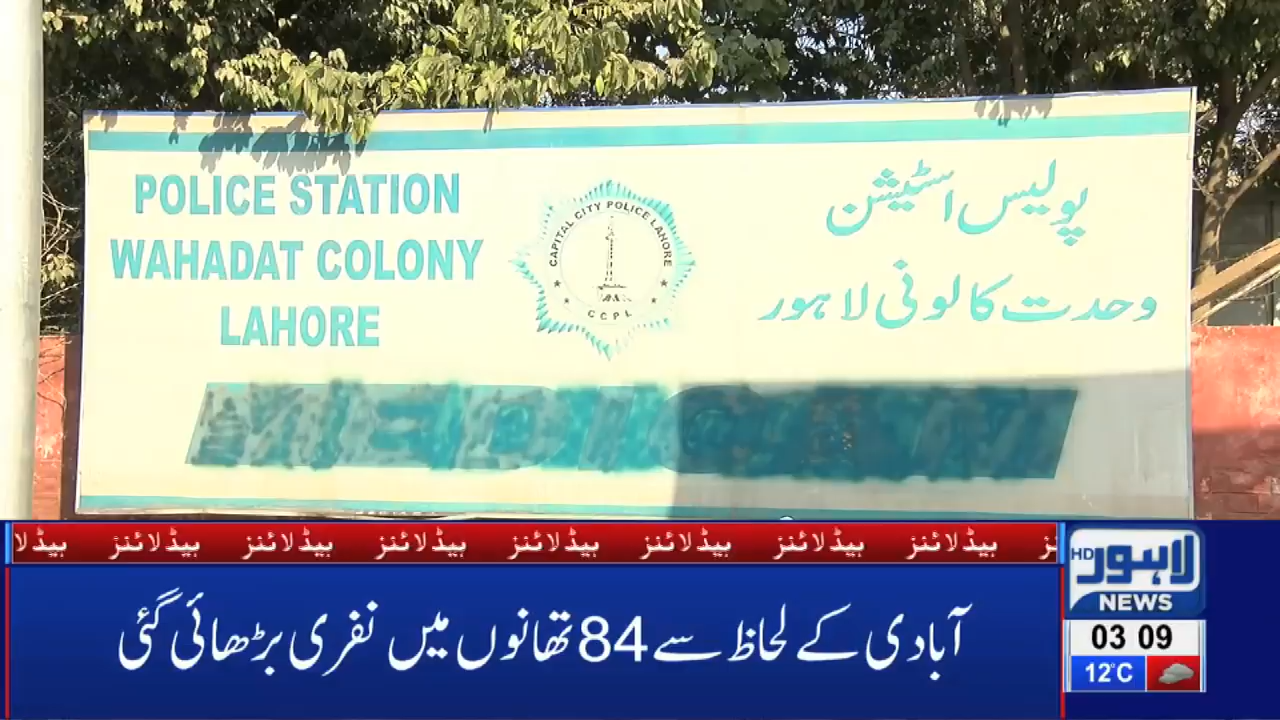 POLICE STATION
WAHADAT COLONY
LAHORE
CAPITAL CITY POLICE LAHORE
CCPL
پولیس اسٹیشن
وحدت کالونی لاہور
ہیڈلائنز ہیڈلائنز ہیڈلائنز ہیڈلائنز ہیڈلائنز ہیڈلائنز ہیڈلائنز
آبادی کے لحاظ سے 84 تھانوں میں نفری بڑھائی گئی
لاہور HD
NEWS
03 09
12°C